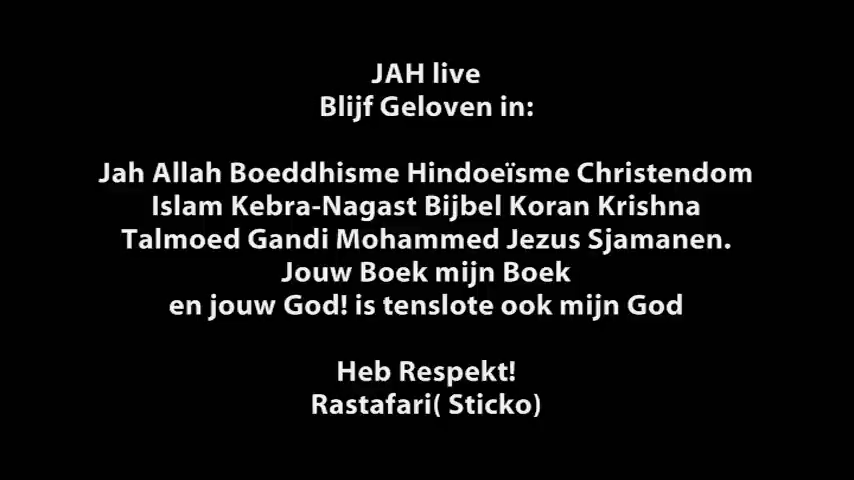 JAH live
Blijf Geloven in:
Jah Allah Boeddhisme Hindoeïsme Christendom
Islam Kebra-Nagast Bijbel Koran Krishna
Talmoed Gandi Mohammed Jezus Sjamanen.
Jouw Boek mijn Boek
en jouw God! is tenslote ook mijn God
Heb Respekt!
Rastafari( Sticko)